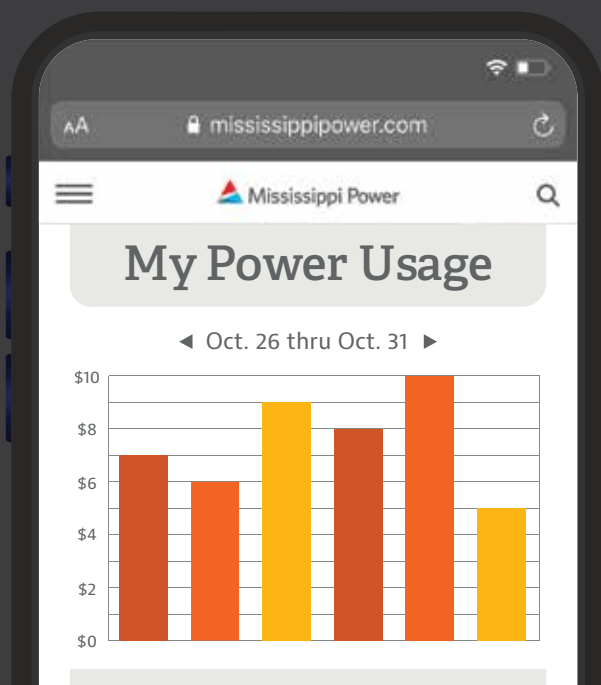 AA mississippipower.com
Mississippi Power
My Power Usage
◀ Oct. 26 thru Oct. 31 ▶
$10
$8
$6
$4
$2
$0